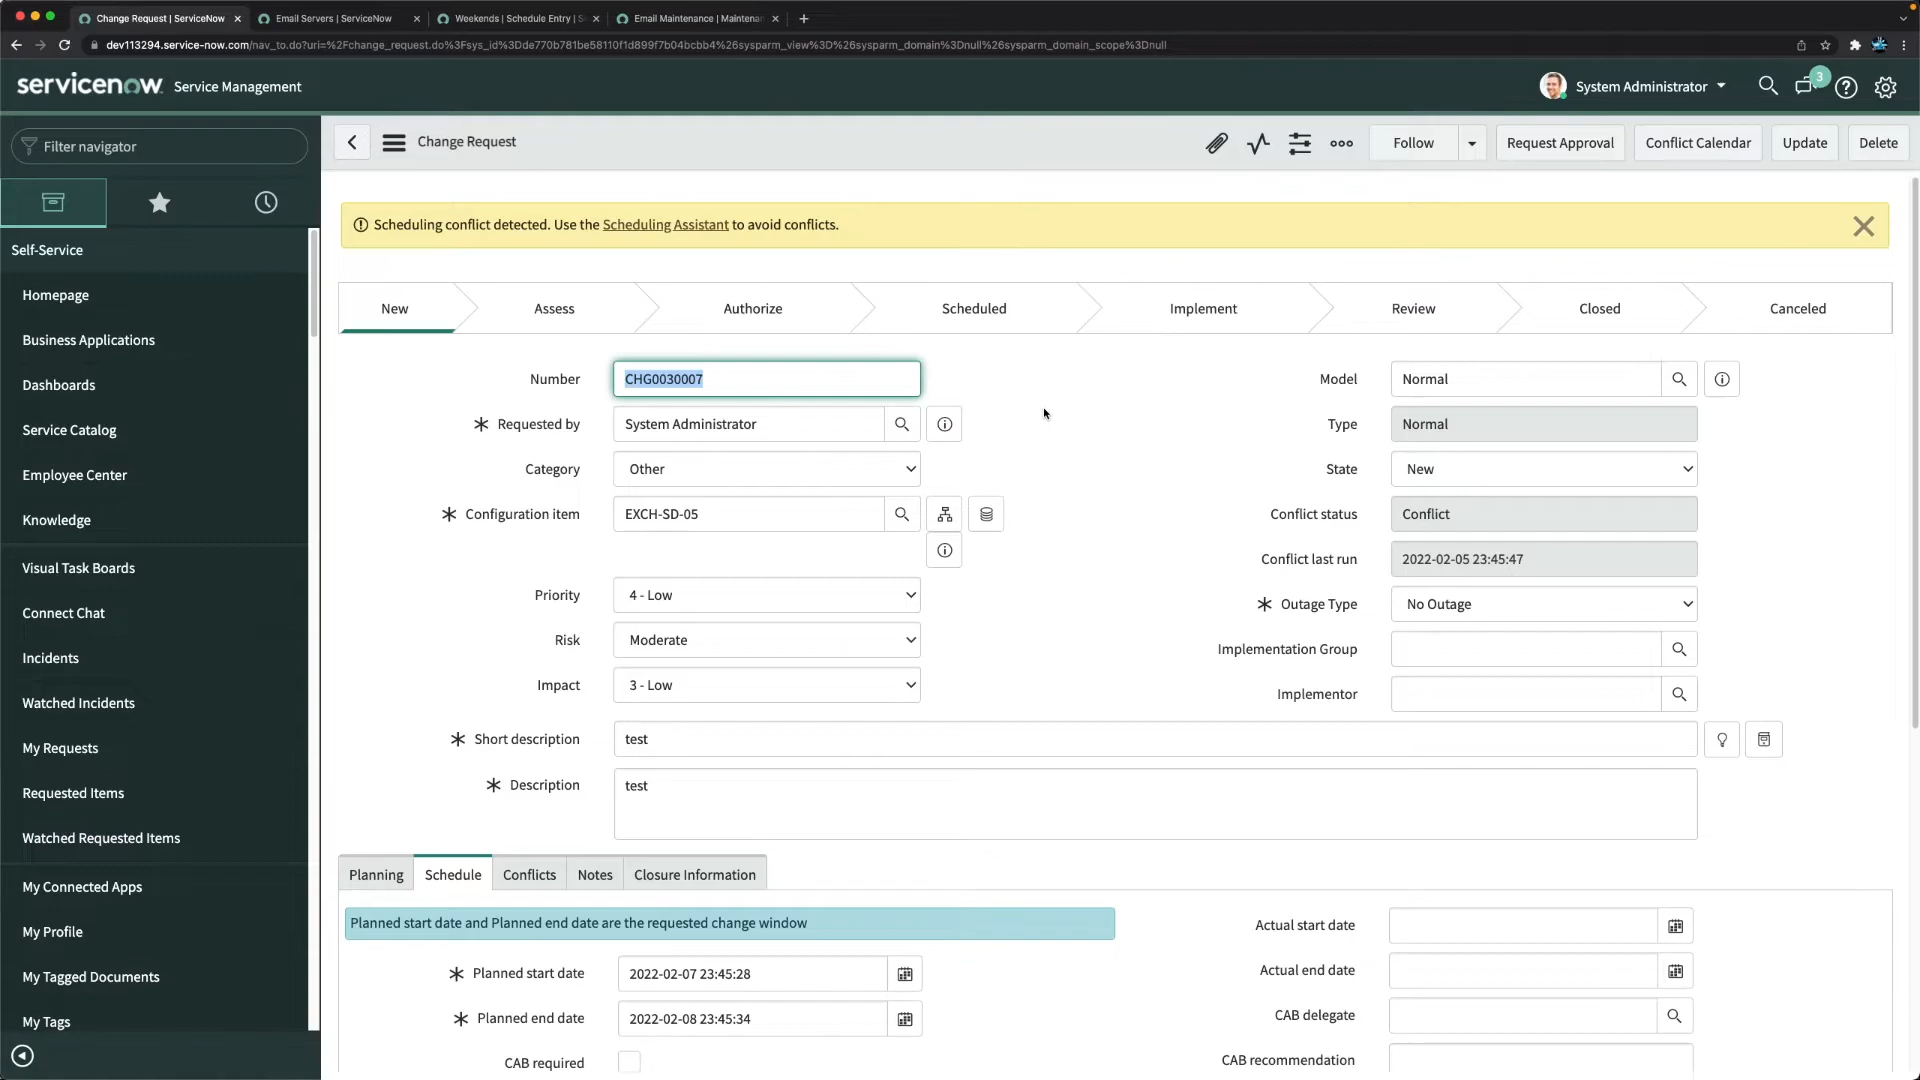 Change Request | ServiceNow
Email Servers | ServiceNow
Weekends | Schedule Entry | S
Email Maintenance | Maintenan
dev113294.service-now.com/nav_to.do?uri=%2Fchange_request.do%3Fsys_id%3Dde770b781be58110f1d899f7b04bcbb4%26sysparm_view%3D%26sysparm_domain%3Dnull%26sysparm_domain_scope%3Dnull
servicenow Service Management
System Administrator
3
Filter navigator
Self-Service
Homepage
Business Applications
Dashboards
Service Catalog
Employee Center
Knowledge
Visual Task Boards
Connect Chat
Incidents
Watched Incidents
My Requests
Requested Items
Watched Requested Items
My Connected Apps
My Profile
My Tagged Documents
My Tags
Change Request
Follow
Request Approval
Conflict Calendar
Update
Delete
Scheduling conflict detected. Use the Scheduling Assistant to avoid conflicts.
New
Assess
Authorize
Scheduled
Implement
Review
Closed
Canceled
Number CHG0030007
Requested by System Administrator
Category Other
Configuration item EXCH-SD-05
Priority 4 - Low
Risk Moderate
Impact 3 - Low
Model Normal
Type Normal
State New
Conflict status Conflict
Conflict last run 2022-02-05 23:45:47
Outage Type No Outage
Implementation Group
Implementor
Short description test
Description test
Planning
Schedule
Conflicts
Notes
Closure Information
Planned start date and Planned end date are the requested change window
Planned start date 2022-02-07 23:45:28
Planned end date 2022-02-08 23:45:34
CAB required
Actual start date
Actual end date
CAB delegate
CAB recommendation